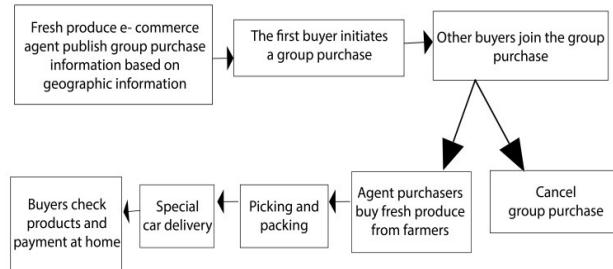 Fresh produce e- commerce
agent publish group purchase
information based on
geographic information
The first buyer initiates
a group purchase
Other buyers join the group
purchase
Buyers check
products and
payment at home
Special
car delivery
Picking and
packing
Agent purchasers
buy fresh produce
from farmers
Cancel
group purchase